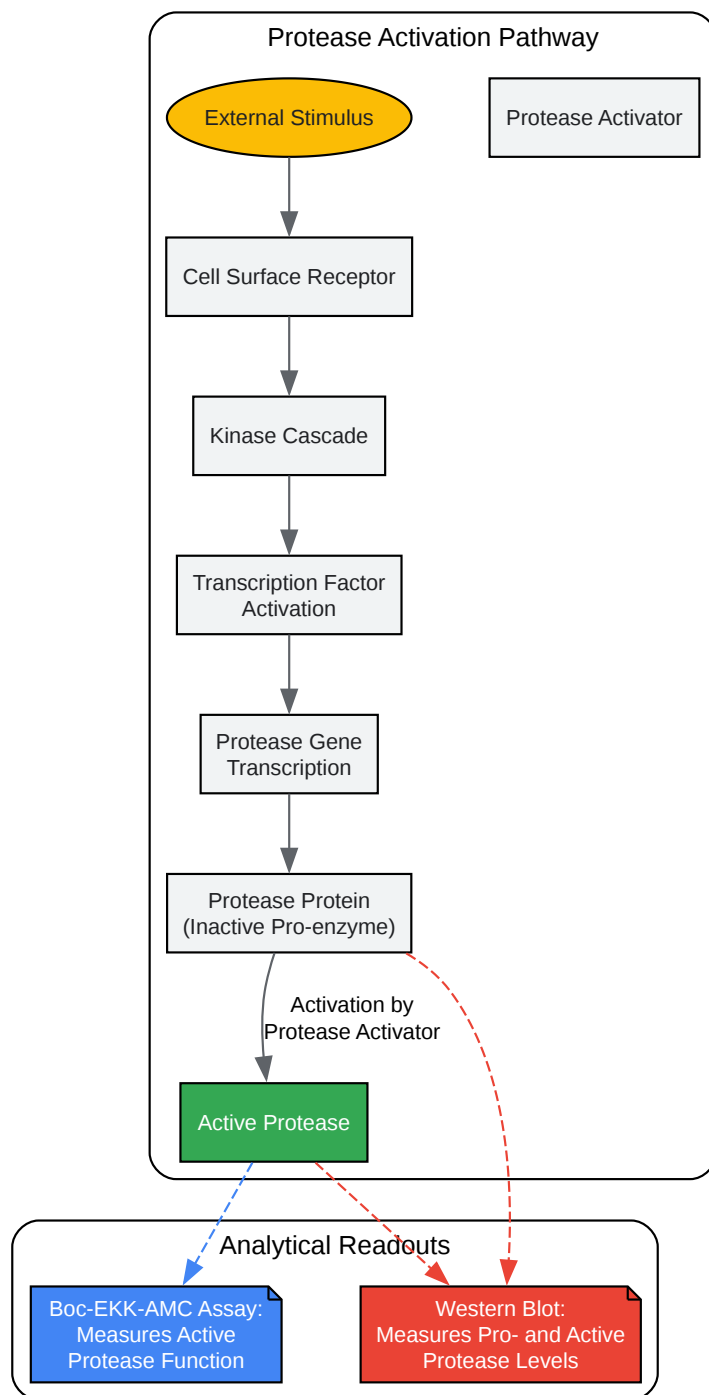 Protease Activation Pathway
External Stimulus
Protease Activator
Cell Surface Receptor
Kinase Cascade
Transcription Factor
Activation
Protease Gene
Transcription
Protease Protein
(Inactive Pro-enzyme)
Activation by
Protease Activator
Active Protease
Analytical Readouts
Boc-EKK-AMC Assay:
Measures Active
Protease Function
Western Blot:
Measures Pro- and Active
Protease Levels